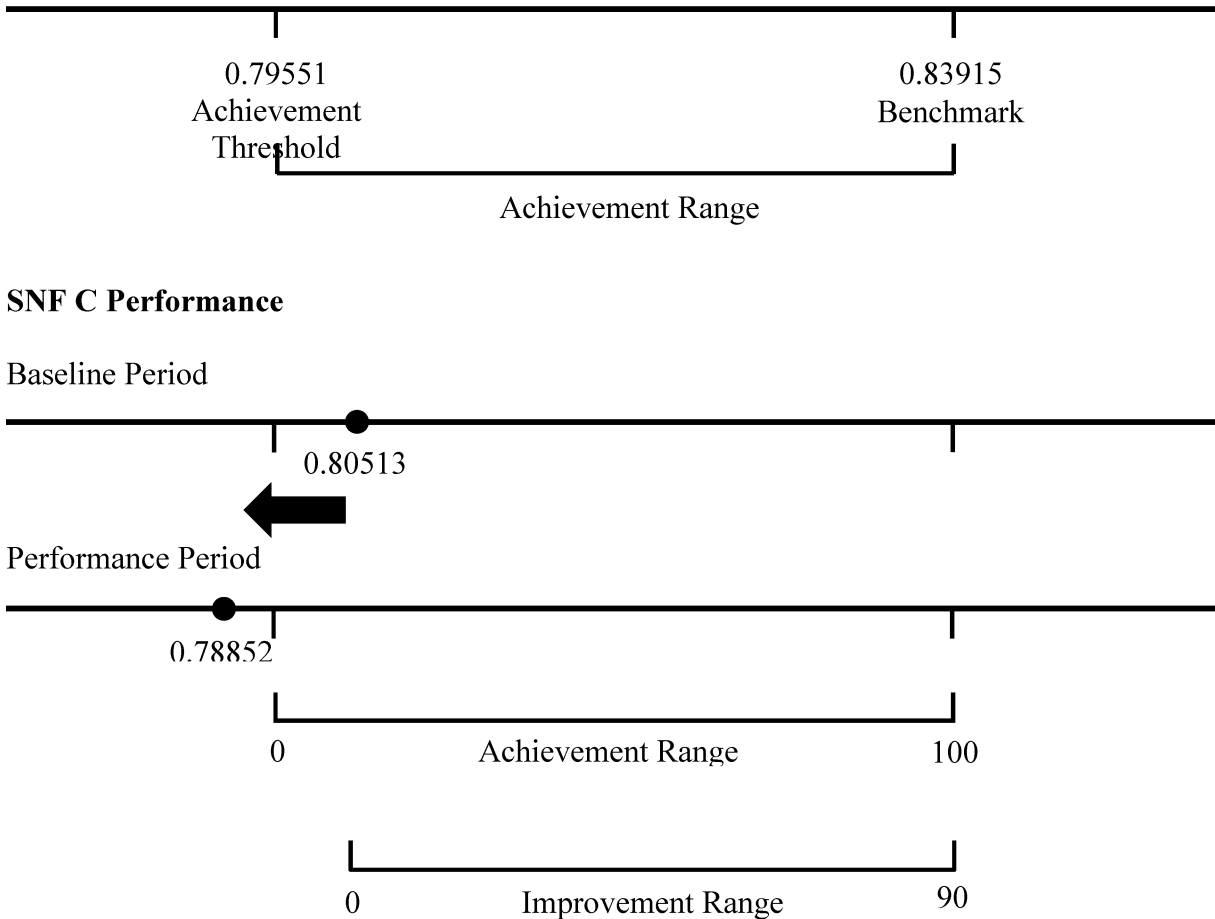 0.79551 0.83915
Achievement Benchmark
Threshold
Achievement Range
SNF C Performance
Baseline Period
0.80513
Performance Period
0.78852
0 Achievement Range 100
0 Improvement Range 90